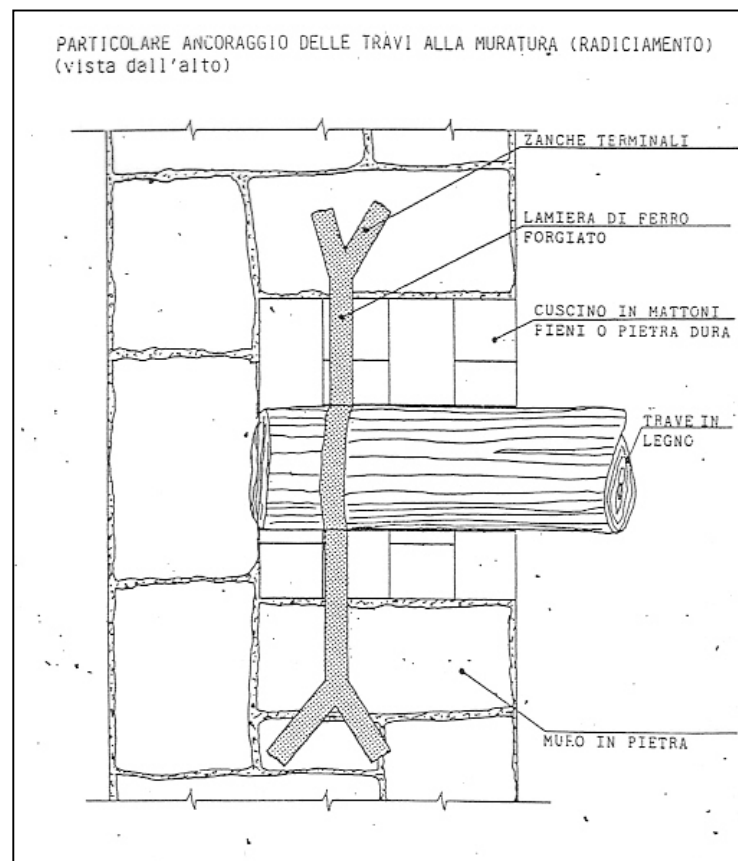 PARTICOLARE ANCORAGGIO DELLE TRAVI ALLA MURATURA (RADICIAMENTO)
(vista dall'alto)
ZANCHE TERMINALI
LAMIERA DI FERRO
FORGIATO
CUSCINO IN MATTONI
PIENI O PIETRA DURA
TRAVE IN
LEGNO
MURO IN PIETRA